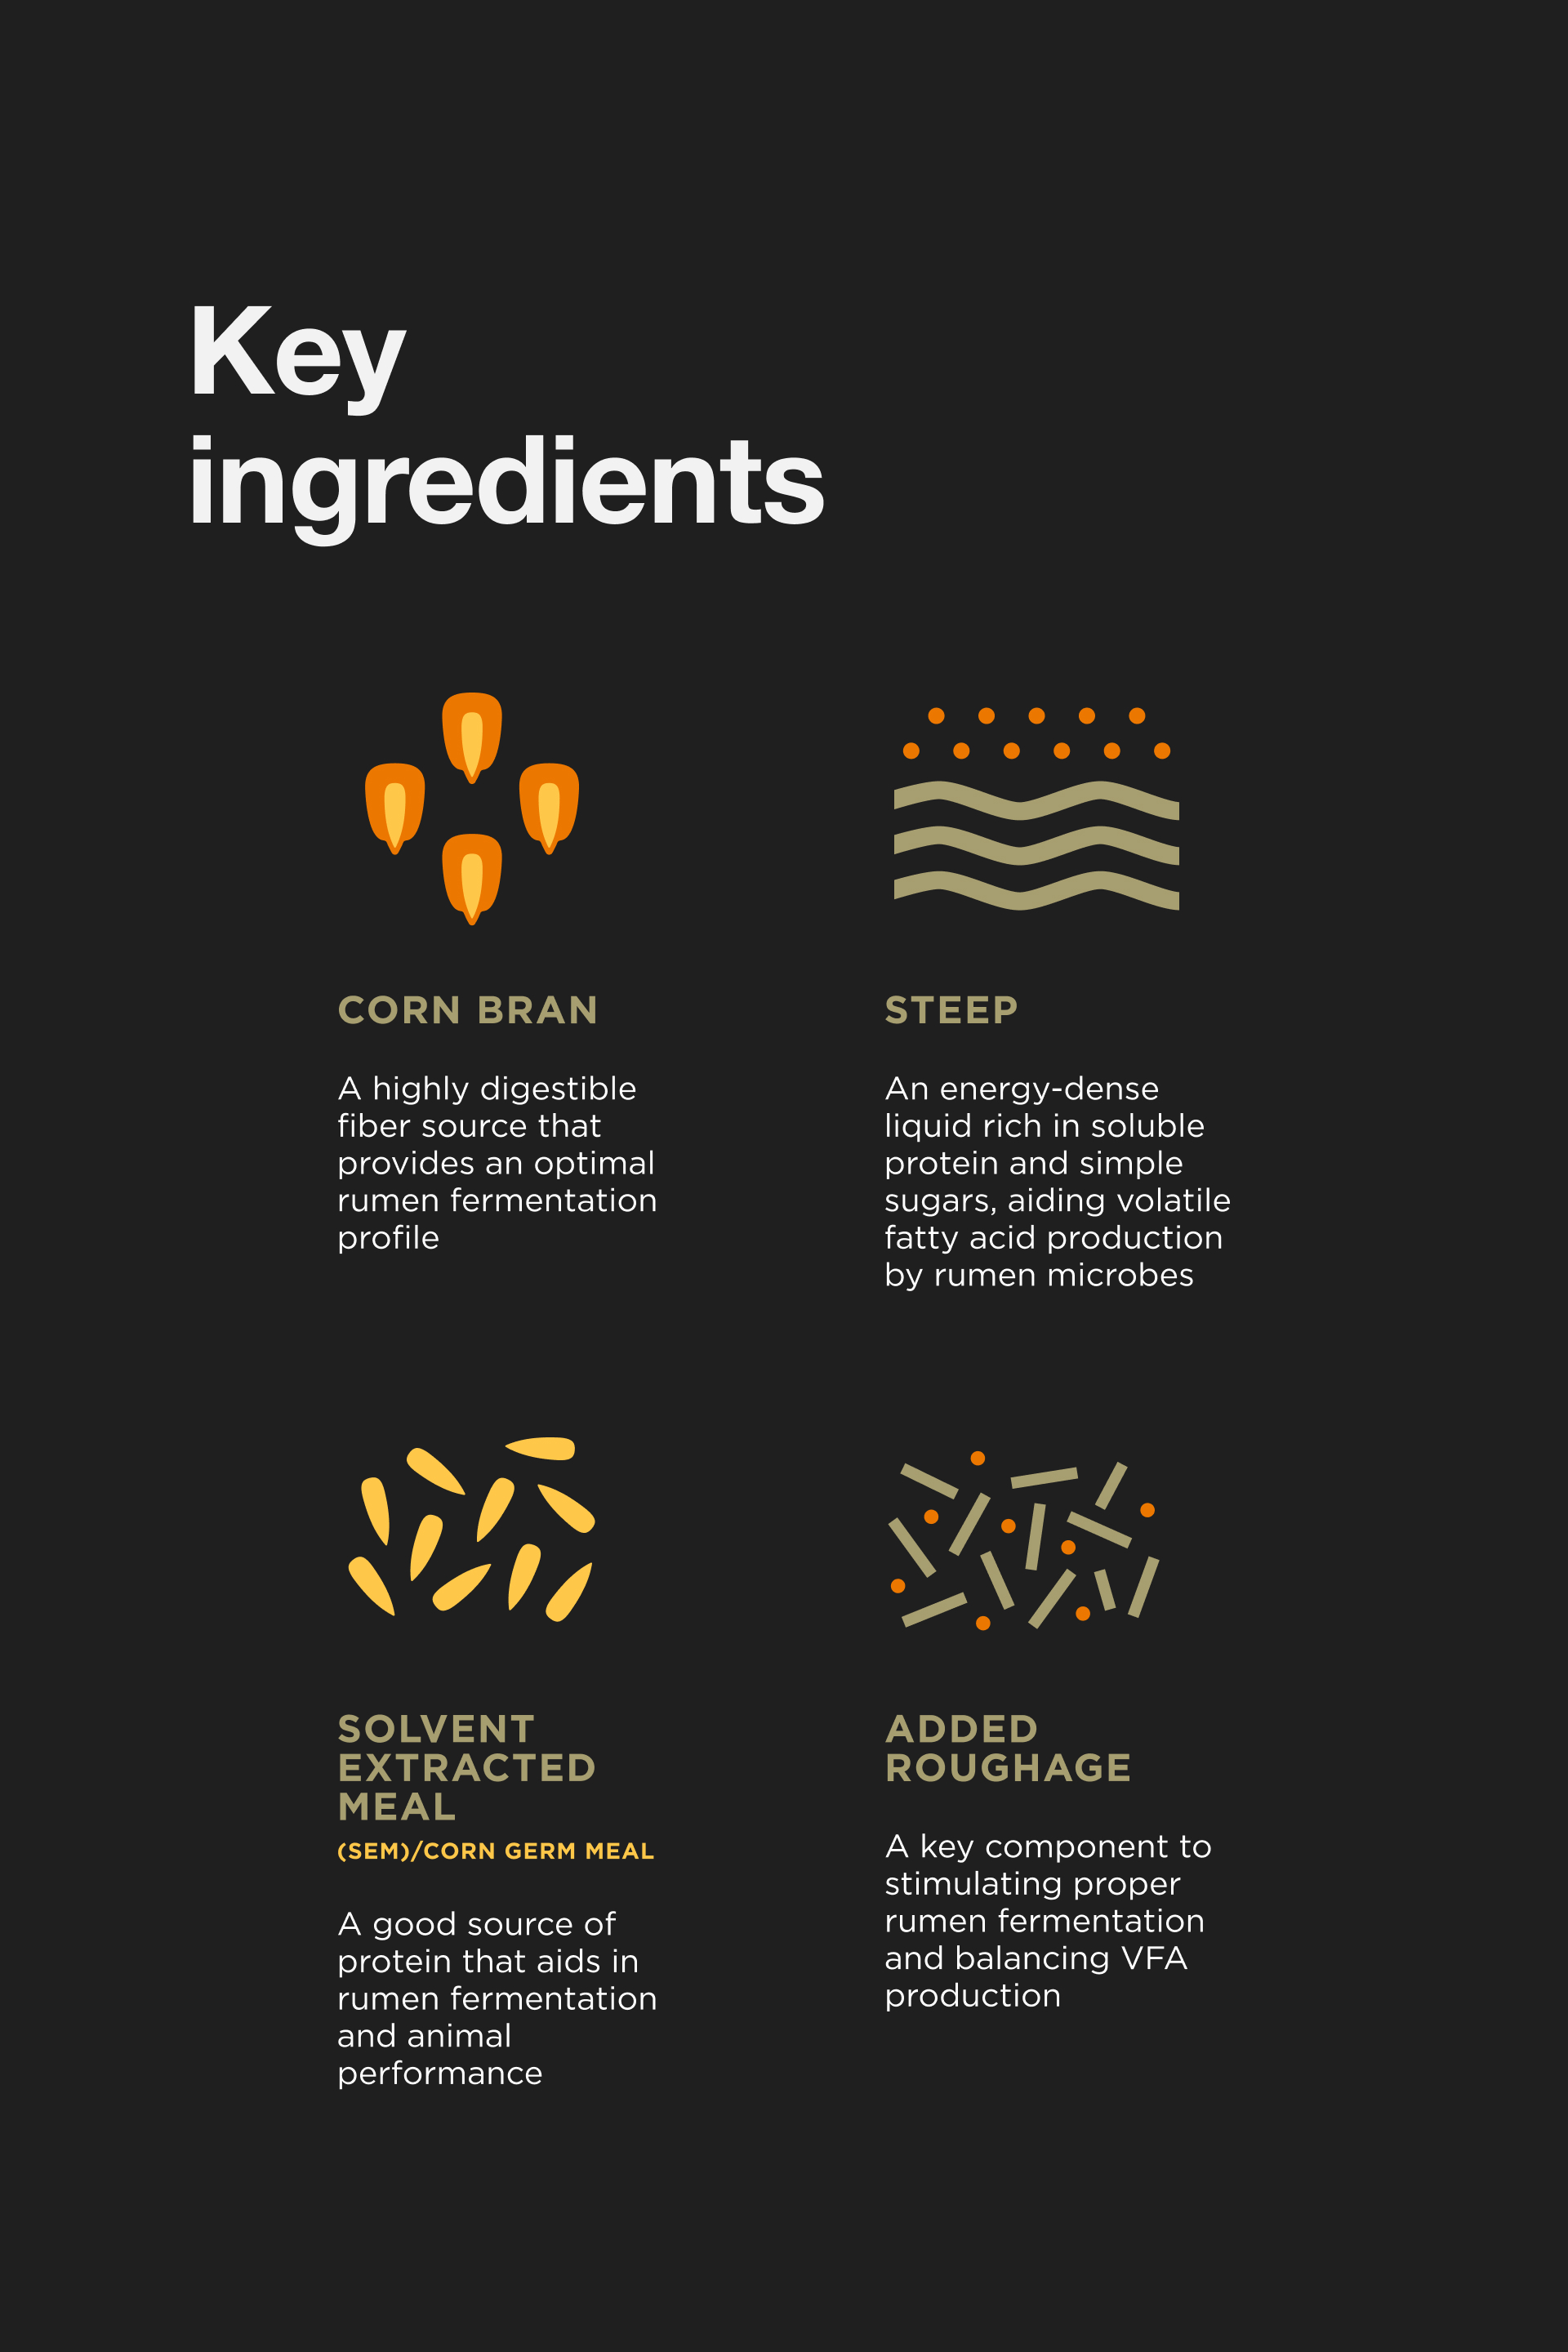 Key
ingredients
CORN BRAN
A highly digestible
fiber source that
provides an optimal
rumen fermentation
profile
STEEP
An energy-dense
liquid rich in soluble
protein and simple
sugars, aiding volatile
fatty acid production
by rumen microbes
SOLVENT
EXTRACTED
MEAL
(SEM)/CORN GERM MEAL
A good source of
protein that aids in
rumen fermentation
and animal
performance
ADDED
ROUGHAGE
A key component to
stimulating proper
rumen fermentation
and balancing VFA
production